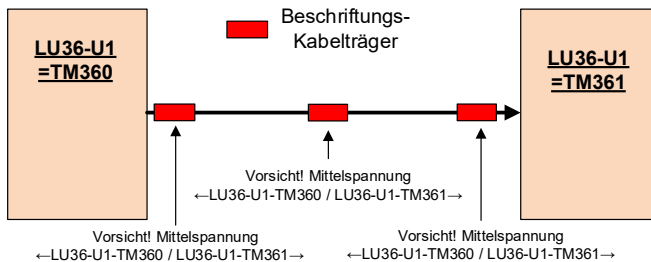 Beschriftungs-
Kabelträger
LU36-U1
=TM360
LU36-U1
=TM361
Vorsicht! Mittelspannung
←LU36-U1-TM360 / LU36-U1-TM361→
Vorsicht! Mittelspannung
←LU36-U1-TM360 / LU36-U1-TM361→
Vorsicht! Mittelspannung
←LU36-U1-TM360 / LU36-U1-TM361→